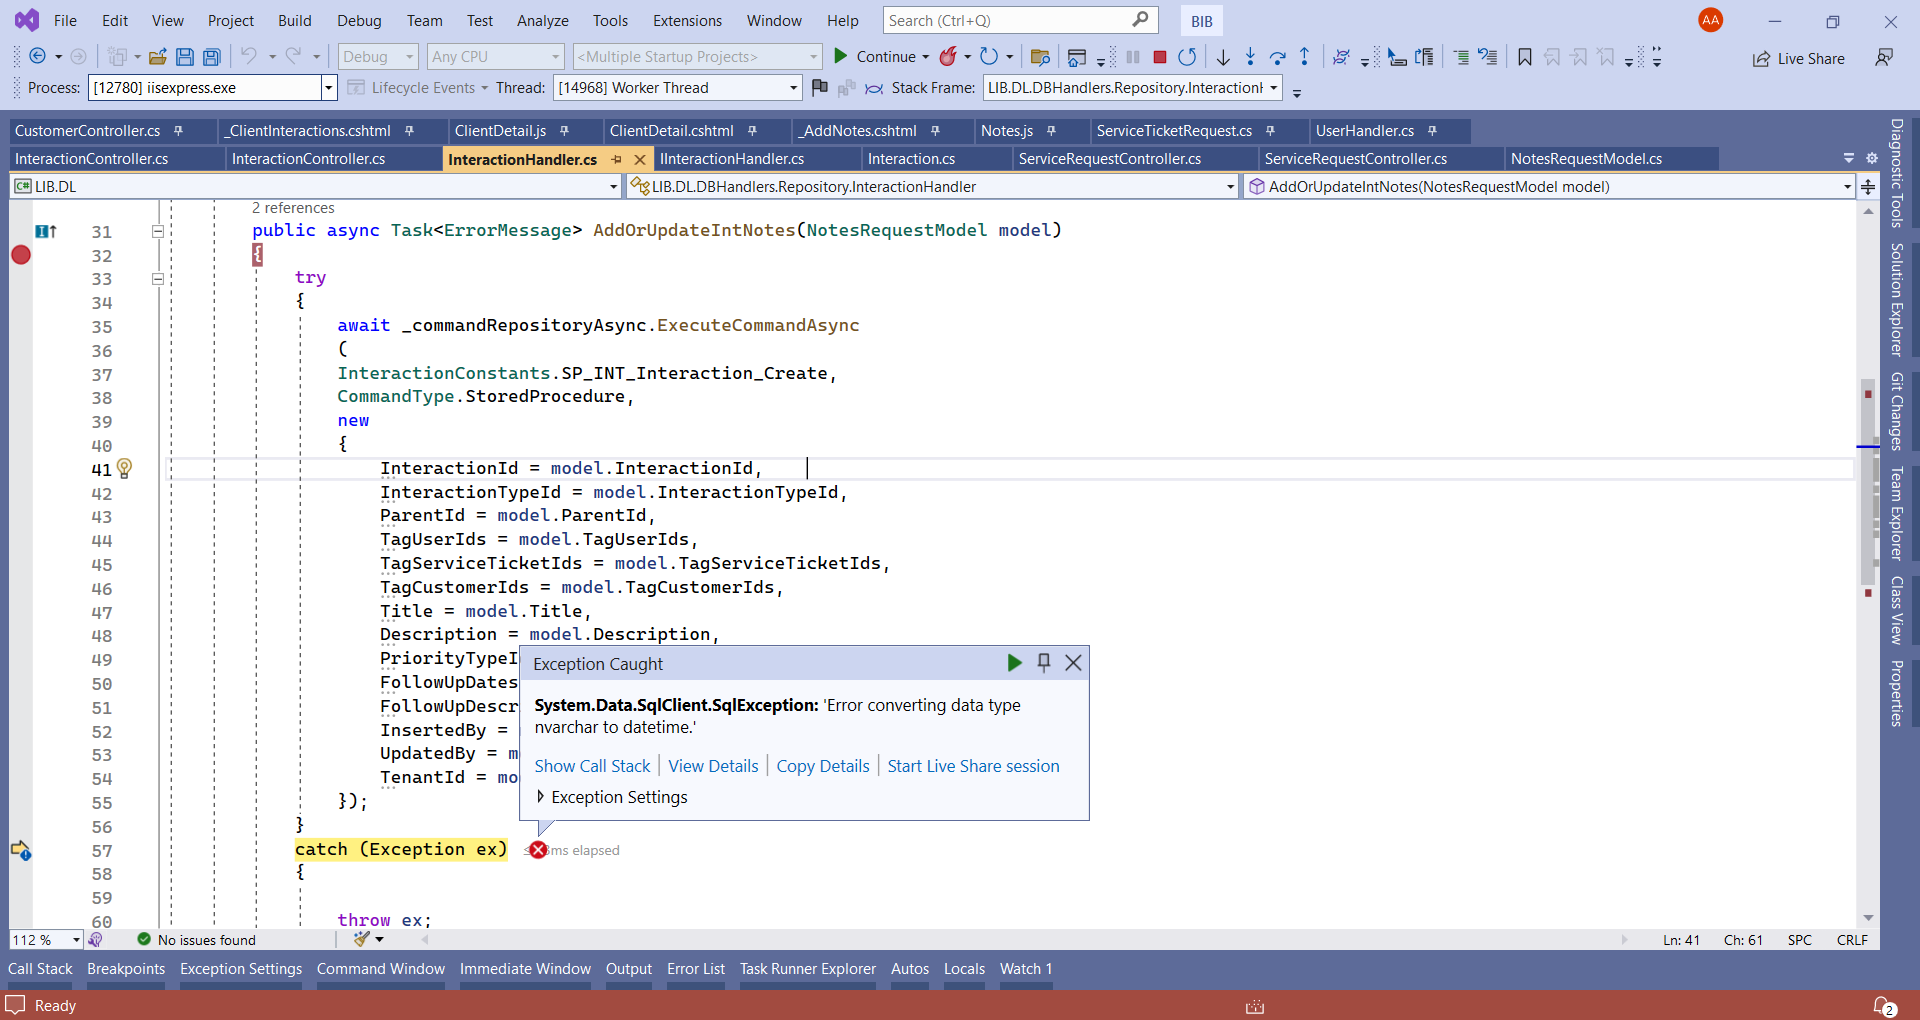 File Edit View Project Build Debug Team Test Analyze Tools Extensions Window Help Search (Ctrl+Q) BIB AA
Debug Any CPU <Multiple Startup Projects> Continue Live Share
Process: [12780] iisexpress.exe Lifecycle Events Thread: [14968] Worker Thread Stack Frame: LIB.DL.DBHandlers.Repository.Interaction
CustomerController.cs _ClientInteractions.cshtml ClientDetail.js ClientDetail.cshtml _AddNotes.cshtml Notes.js ServiceTicketRequest.cs UserHandler.cs
InteractionController.cs InteractionController.cs InteractionHandler.cs IInteractionHandler.cs Interaction.cs ServiceRequestController.cs ServiceRequestController.cs NotesRequestModel.cs
C# LIB.DL LIB.DL.DBHandlers.Repository.InteractionHandler AddOrUpdateIntNotes(NotesRequestModel model)
2 references
31 public async Task<ErrorMessage> AddOrUpdateIntNotes(NotesRequestModel model)
32 {
33 try
34 {
35 await _commandRepositoryAsync.ExecuteCommandAsync
36 (
37 InteractionConstants.SP_INT_Interaction_Create,
38 CommandType.StoredProcedure,
39 new
40 {
41 InteractionId = model.InteractionId,
42 InteractionTypeId = model.InteractionTypeId,
43 ParentId = model.ParentId,
44 TagUserIds = model.TagUserIds,
45 TagServiceTicketIds = model.TagServiceTicketIds,
46 TagCustomerIds = model.TagCustomerIds,
47 Title = model.Title,
48 Description = model.Description,
49 PriorityTypeI
50 FollowUpDates
51 FollowUpDescr
52 InsertedBy =
53 UpdatedBy = m
54 TenantId = mo
55 });
56 }
57 catch (Exception ex) ms elapsed
58 {
59
60 throw ex;
Exception Caught
System.Data.SqlClient.SqlException: 'Error converting data type
nvarchar to datetime.'
Show Call Stack | View Details | Copy Details | Start Live Share session
Exception Settings
Diagnostic Tools
Solution Explorer
Git Changes
Team Explorer
Class View
Properties
112 % No issues found Ln: 41 Ch: 61 SPC CRLF
Call Stack Breakpoints Exception Settings Command Window Immediate Window Output Error List Task Runner Explorer Autos Locals Watch 1
Ready 2